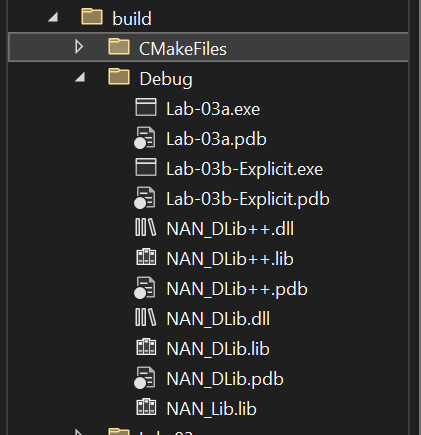 build
CMakeFiles
Debug
Lab-03a.exe
Lab-03a.pdb
Lab-03b-Explicit.exe
Lab-03b-Explicit.pdb
NAN_DLib++.dll
NAN_DLib++.lib
NAN_DLib++.pdb
NAN_DLib.dll
NAN_DLib.lib
NAN_DLib.pdb
NAN_Lib.lib